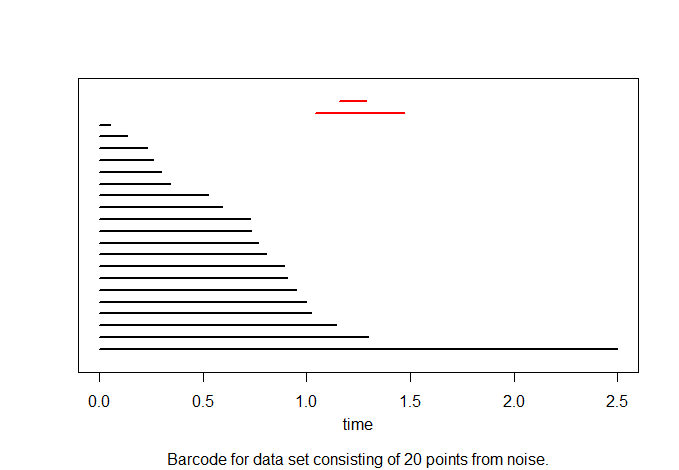 0.0 0.5 1.0 1.5 2.0 2.5
time
Barcode for data set consisting of 20 points from noise.